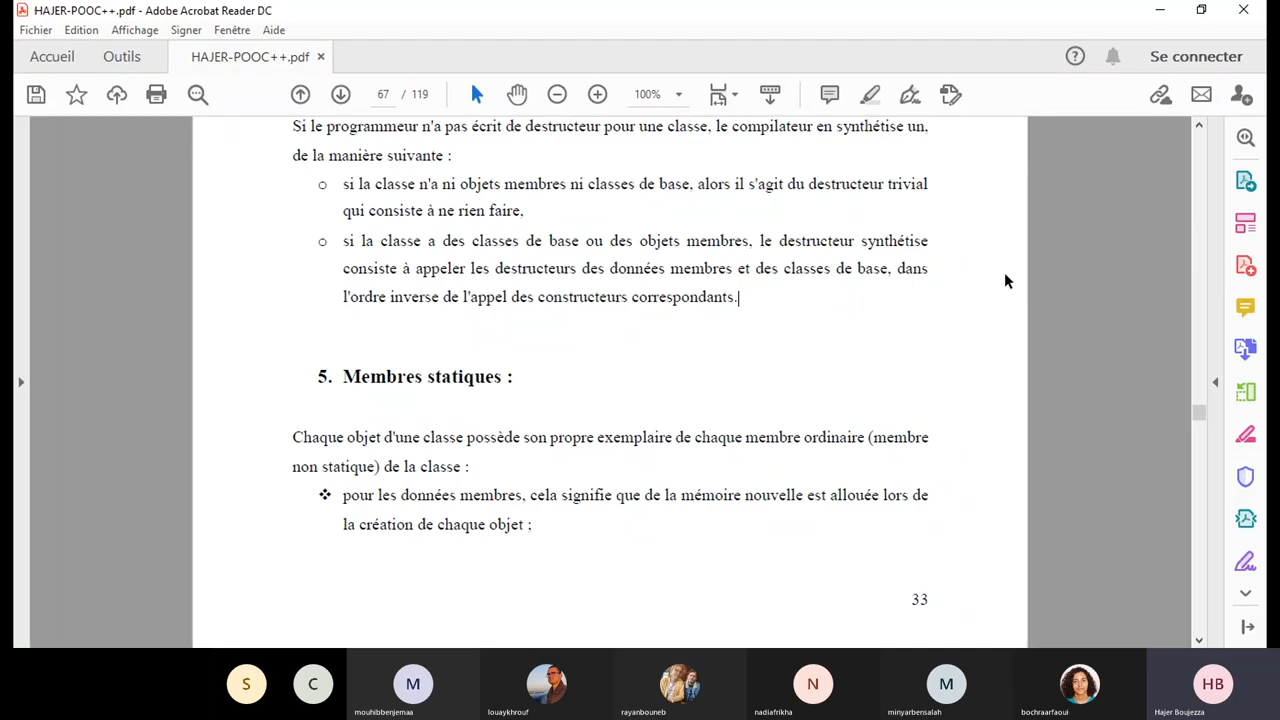 HAJER-POOC++.pdf - Adobe Acrobat Reader DC
Fichier Edition Affichage Signer Fenêtre Aide
Accueil Outils HAJER-POOC++.pdf × Se connecter
67 / 119 100%
Si le programmeur n'a pas écrit de destructeur pour une classe, le compilateur en synthétise un,
de la manière suivante :
o si la classe n'a ni objets membres ni classes de base, alors il s'agit du destructeur trivial
qui consiste à ne rien faire,
o si la classe a des classes de base ou des objets membres, le destructeur synthétise
consiste à appeler les destructeurs des données membres et des classes de base, dans
l'ordre inverse de l'appel des constructeurs correspondants.
5. Membres statiques :
Chaque objet d'une classe possède son propre exemplaire de chaque membre ordinaire (membre
non statique) de la classe :
❖ pour les données membres, cela signifie que de la mémoire nouvelle est allouée lors de
la création de chaque objet ;
33
S C M N M HB
mouhibbenjemaa louaykhrouf rayanbouneb nadiafrikha minyarbensalah bochraarfaoui Hajer Boujezza